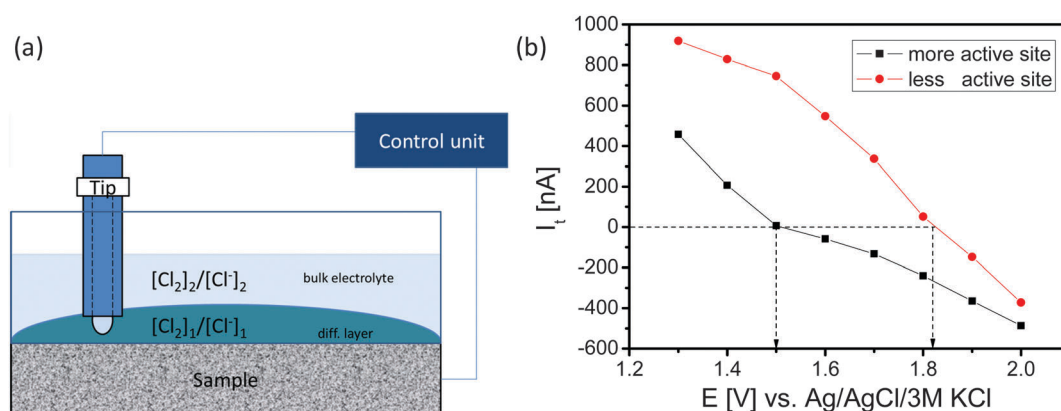 (a)
Control unit
Tip
[Cl₂]₂/[Cl⁻]₂
bulk electrolyte
[Cl₂]₁/[Cl⁻]₁
diff. layer
Sample
(b)
more active site
less active site
1000
800
600
400
200
0
-200
-400
-600
I_t [nA]
1.2
1.4
1.6
1.8
2.0
E [V] vs. Ag/AgCl/3M KCl